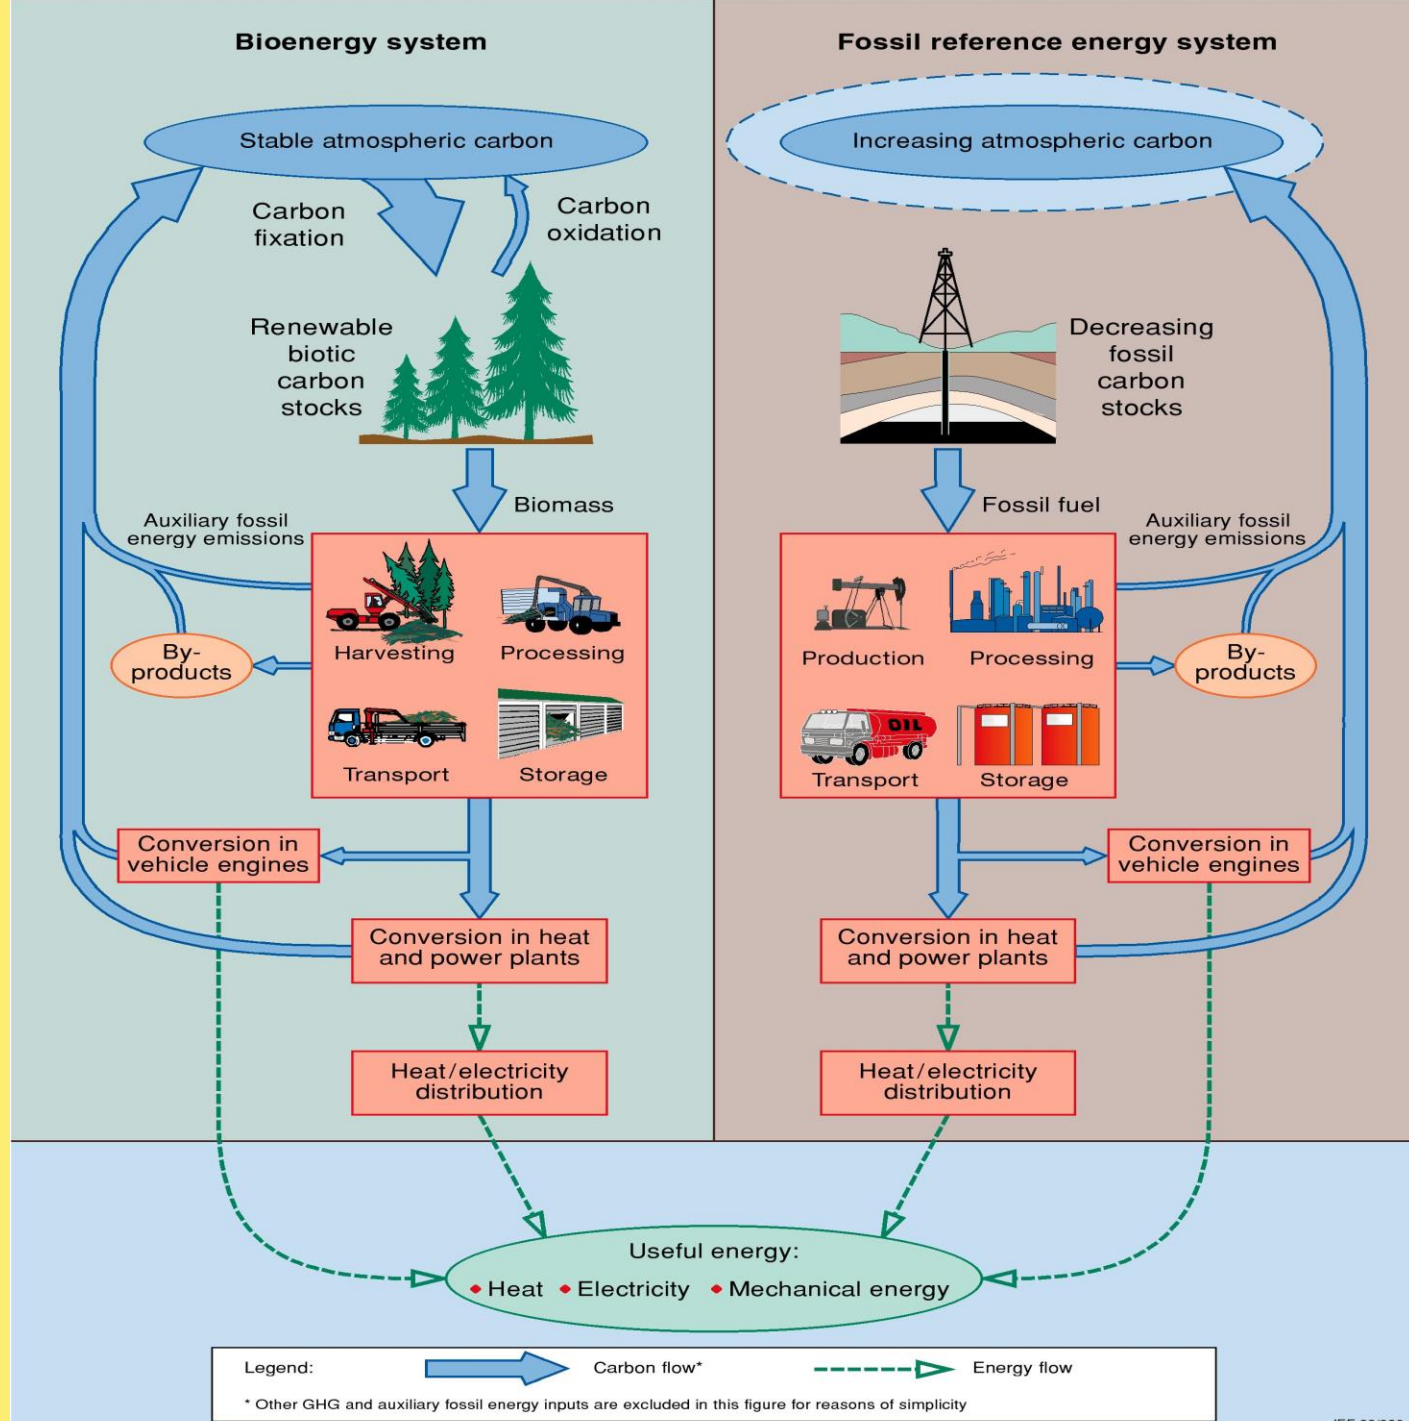 Bioenergy system
Stable atmospheric carbon
Carbon
fixation
Carbon
oxidation
Renewable
biotic
carbon
stocks
Biomass
Auxiliary fossil
energy emissions
Harvesting
Processing
By-
products
Transport
Storage
Conversion in
vehicle engines
Conversion in heat
and power plants
Heat/electricity
distribution
Fossil reference energy system
Increasing atmospheric carbon
Decreasing
fossil
carbon
stocks
Fossil fuel
Auxiliary fossil
energy emissions
Production
Processing
By-
products
OIL
Transport
Storage
Conversion in
vehicle engines
Conversion in heat
and power plants
Heat/electricity
distribution
Useful energy:
Heat
Electricity
Mechanical energy
Legend:
Carbon flow*
Energy flow
* Other GHG and auxiliary fossil energy inputs are excluded in this figure for reasons of simplicity